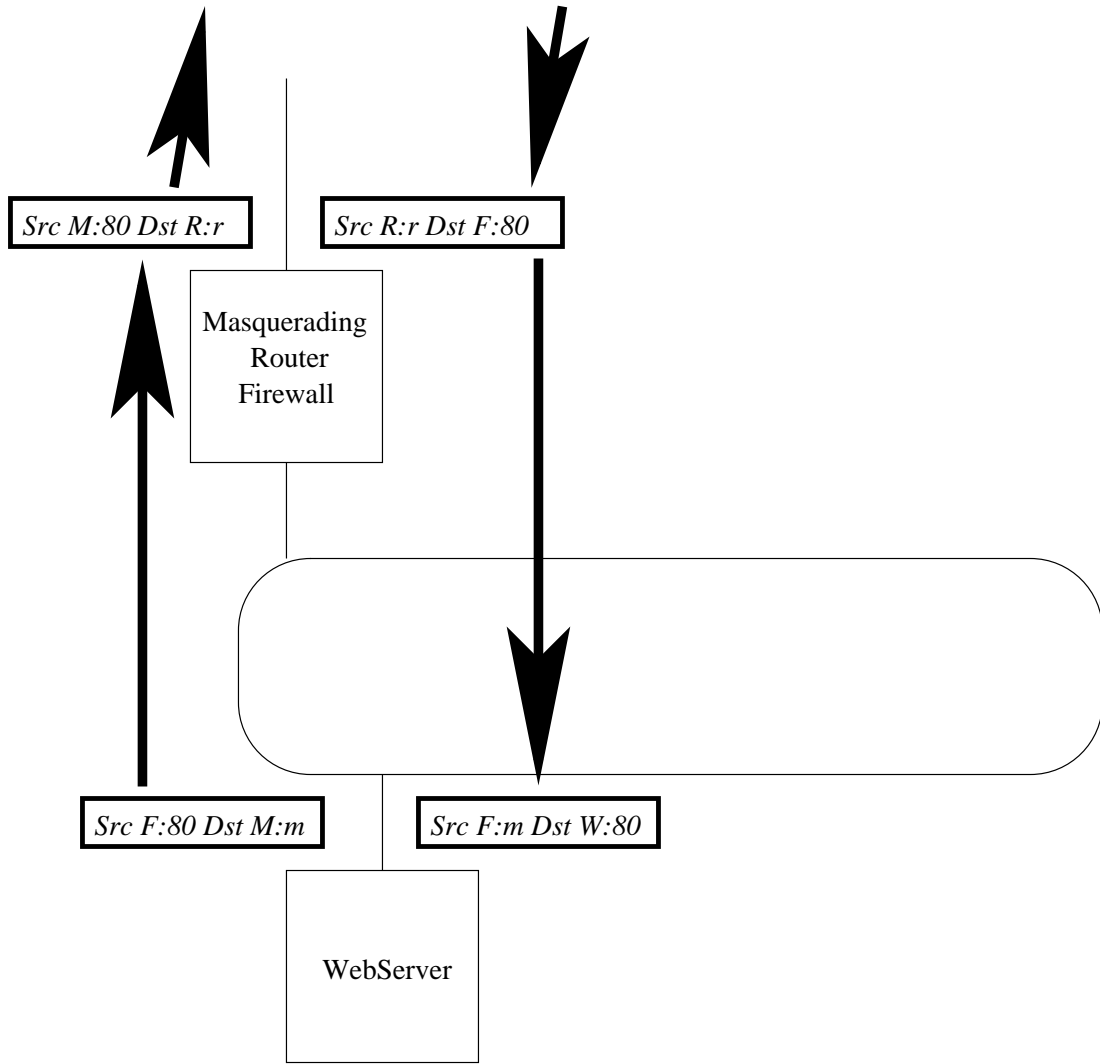 Src M:80 Dst R:r
Src R:r Dst F:80
Masquerading
Router
Firewall
Src F:80 Dst M:m
Src F:m Dst W:80
WebServer